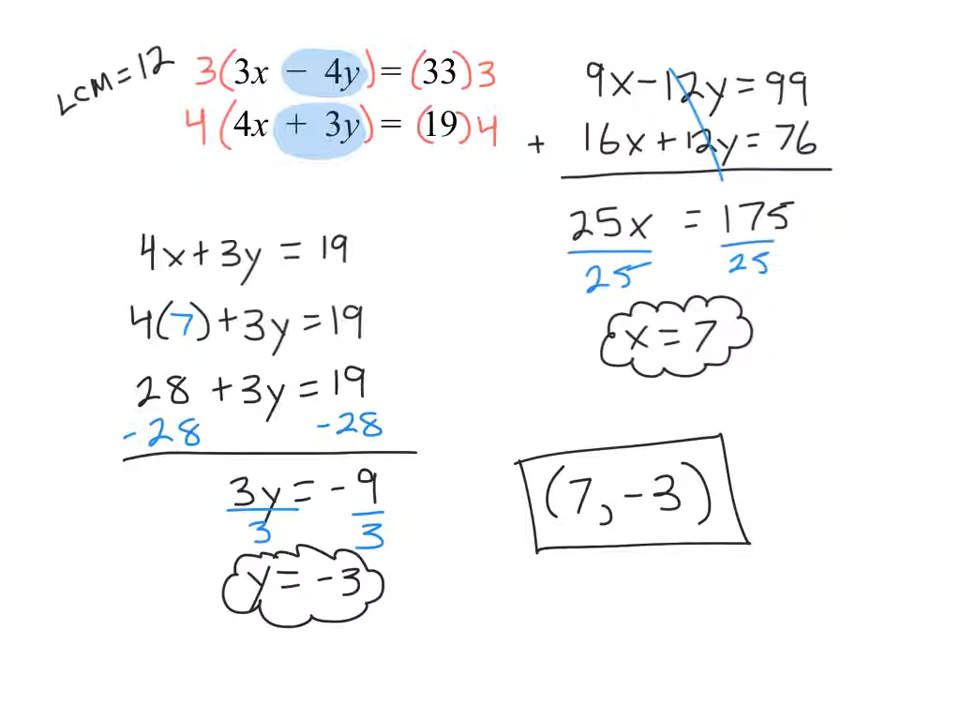 LCM = 12
3(3x − 4y) = (33)3
4(4x + 3y) = (19)4
9x - 12y = 99
+ 16x + 12y = 76
25x = 175
25 25
x = 7
4x + 3y = 19
4(7) + 3y = 19
28 + 3y = 19
-28 -28
3y = -9
3 3
y = -3
(7, -3)